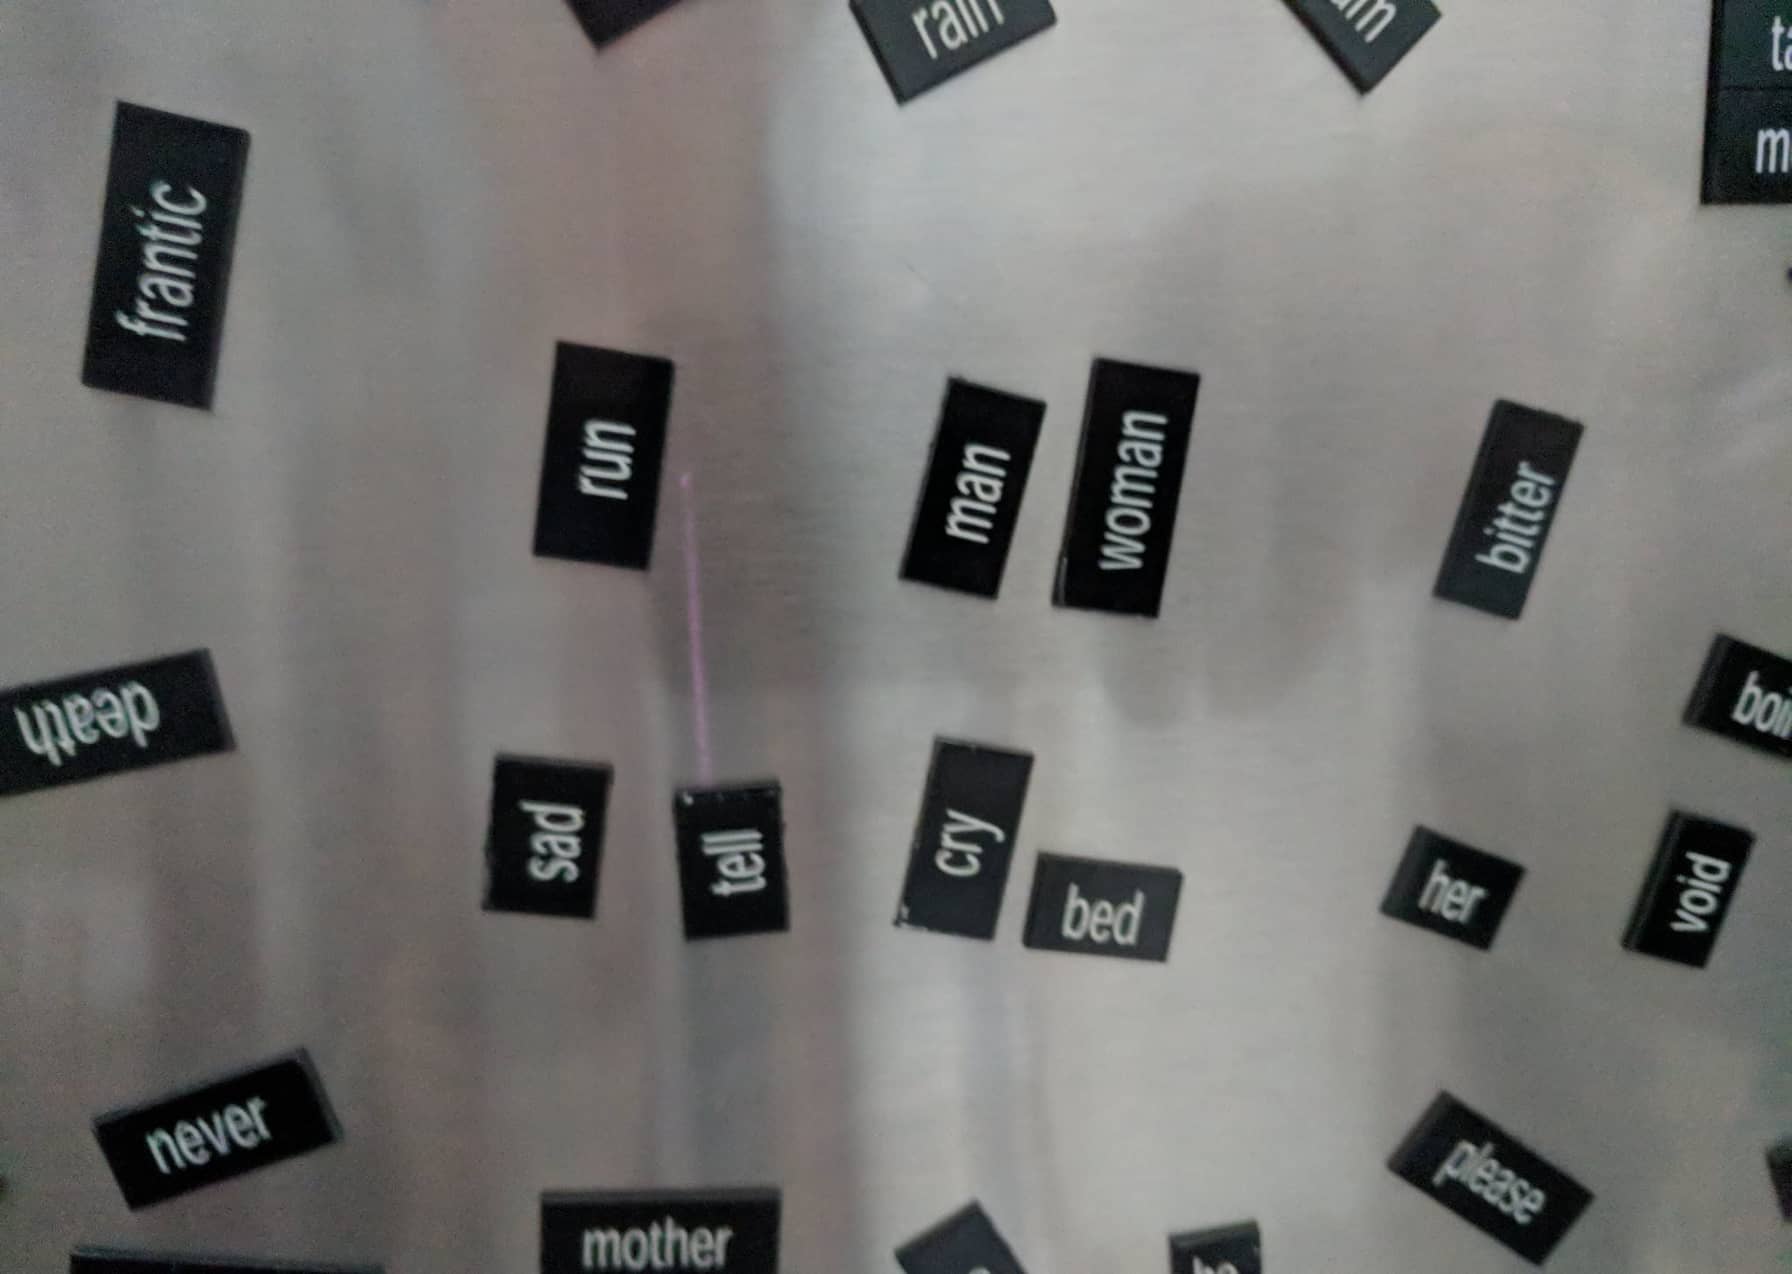 rain
frantic
run
man
woman
bitter
death
sad
tell
cry
bed
her
void
never
please
mother